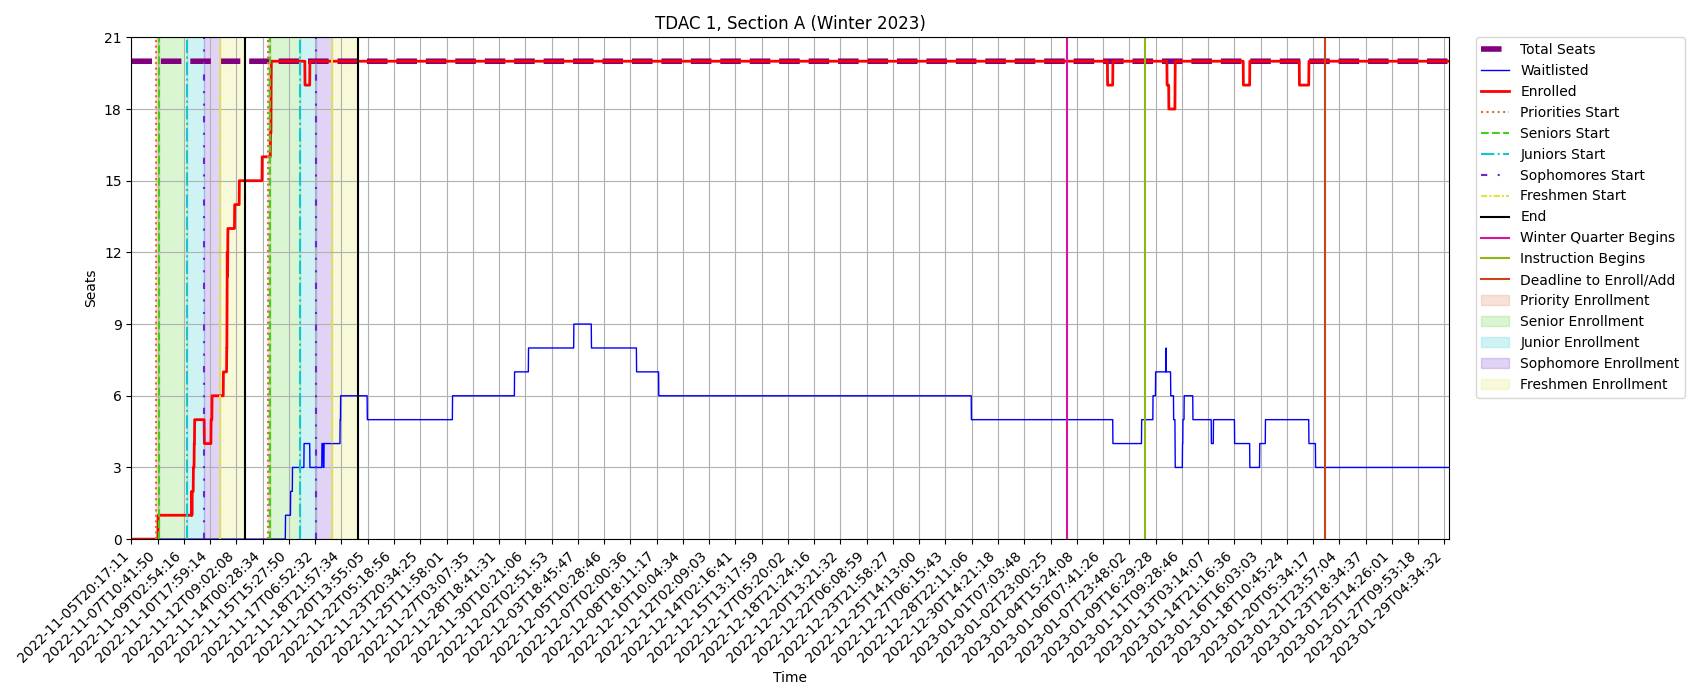 TDAC 1, Section A (Winter 2023)
Seats
21
18
15
12
9
6
3
0
2022-11-05T20:17:11
2022-11-07T10:41:50
2022-11-09T02:54:16
2022-11-10T17:59:14
2022-11-12T09:02:08
2022-11-14T00:28:34
2022-11-15T15:27:50
2022-11-17T06:52:32
2022-11-18T21:57:34
2022-11-20T13:55:05
2022-11-22T05:18:56
2022-11-23T20:34:25
2022-11-25T11:58:01
2022-11-27T03:07:35
2022-11-28T18:41:31
2022-11-30T10:21:06
2022-12-02T02:51:53
2022-12-03T18:45:47
2022-12-05T10:28:46
2022-12-07T02:00:36
2022-12-08T18:11:17
2022-12-10T10:04:34
2022-12-12T02:09:03
2022-12-14T02:16:41
2022-12-15T13:17:59
2022-12-17T05:20:02
2022-12-18T21:24:16
2022-12-20T13:21:32
2022-12-22T06:08:59
2022-12-23T21:58:27
2022-12-25T14:13:00
2022-12-27T06:15:43
2022-12-28T22:11:06
2022-12-30T14:21:18
2023-01-01T07:03:48
2023-01-02T23:00:25
2023-01-04T15:24:08
2023-01-06T07:41:26
2023-01-07T23:48:02
2023-01-09T16:29:28
2023-01-11T09:28:46
2023-01-13T03:14:07
2023-01-14T21:16:36
2023-01-16T16:03:03
2023-01-18T10:45:24
2023-01-20T05:34:17
2023-01-21T23:57:04
2023-01-23T18:34:37
2023-01-25T14:26:01
2023-01-27T09:53:18
2023-01-29T04:34:32
Time
Total Seats
Waitlisted
Enrolled
Priorities Start
Seniors Start
Juniors Start
Sophomores Start
Freshmen Start
End
Winter Quarter Begins
Instruction Begins
Deadline to Enroll/Add
Priority Enrollment
Senior Enrollment
Junior Enrollment
Sophomore Enrollment
Freshmen Enrollment